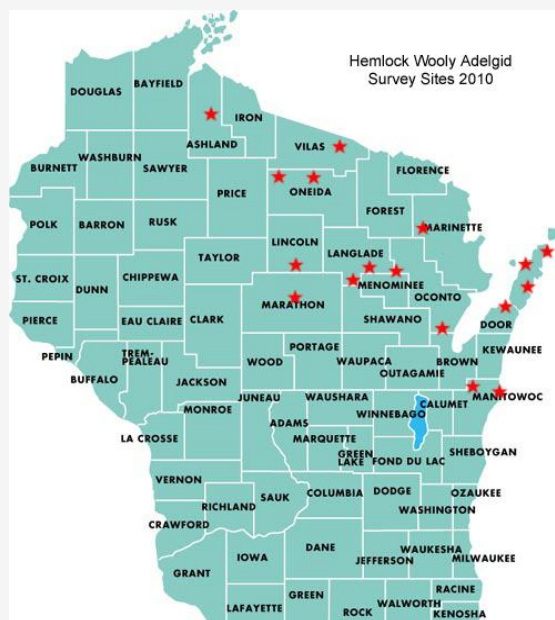 Hemlock Wooly Adelgid
Survey Sites 2010
DOUGLAS
BAYFIELD
IRON
ASHLAND
VILAS
FLORENCE
BURNETT
WASHBURN
SAWYER
PRICE
ONEIDA
FOREST
MARINETTE
POLK
BARRON
RUSK
LINCOLN
LANGLADE
TAYLOR
ST. CROIX
DUNN
CHIPPEWA
MENOMINEE
OCONTO
MARATHON
PIERCE
EAU CLAIRE
CLARK
SHAWANO
DOOR
PEPIN
BUFFALO
TREM-
PEALEAU
JACKSON
WOOD
PORTAGE
WAUPACA
OUTAGAMIE
BROWN
KEWAUNEE
MONROE
JUNEAU
ADAMS
WAUSHARA
WINNEBAGO
CALUMET
MANITOWOC
LA CROSSE
MARQUETTE
GREEN
LAKE
FOND DU LAC
SHEBOYGAN
VERNON
CRAWFORD
RICHLAND
SAUK
COLUMBIA
DODGE
OZAUKEE
WASHINGTON
GRANT
IOWA
DANE
JEFFERSON
WAUKESHA
MILWAUKEE
LAFAYETTE
GREEN
ROCK
WALWORTH
RACINE
KENOSHA